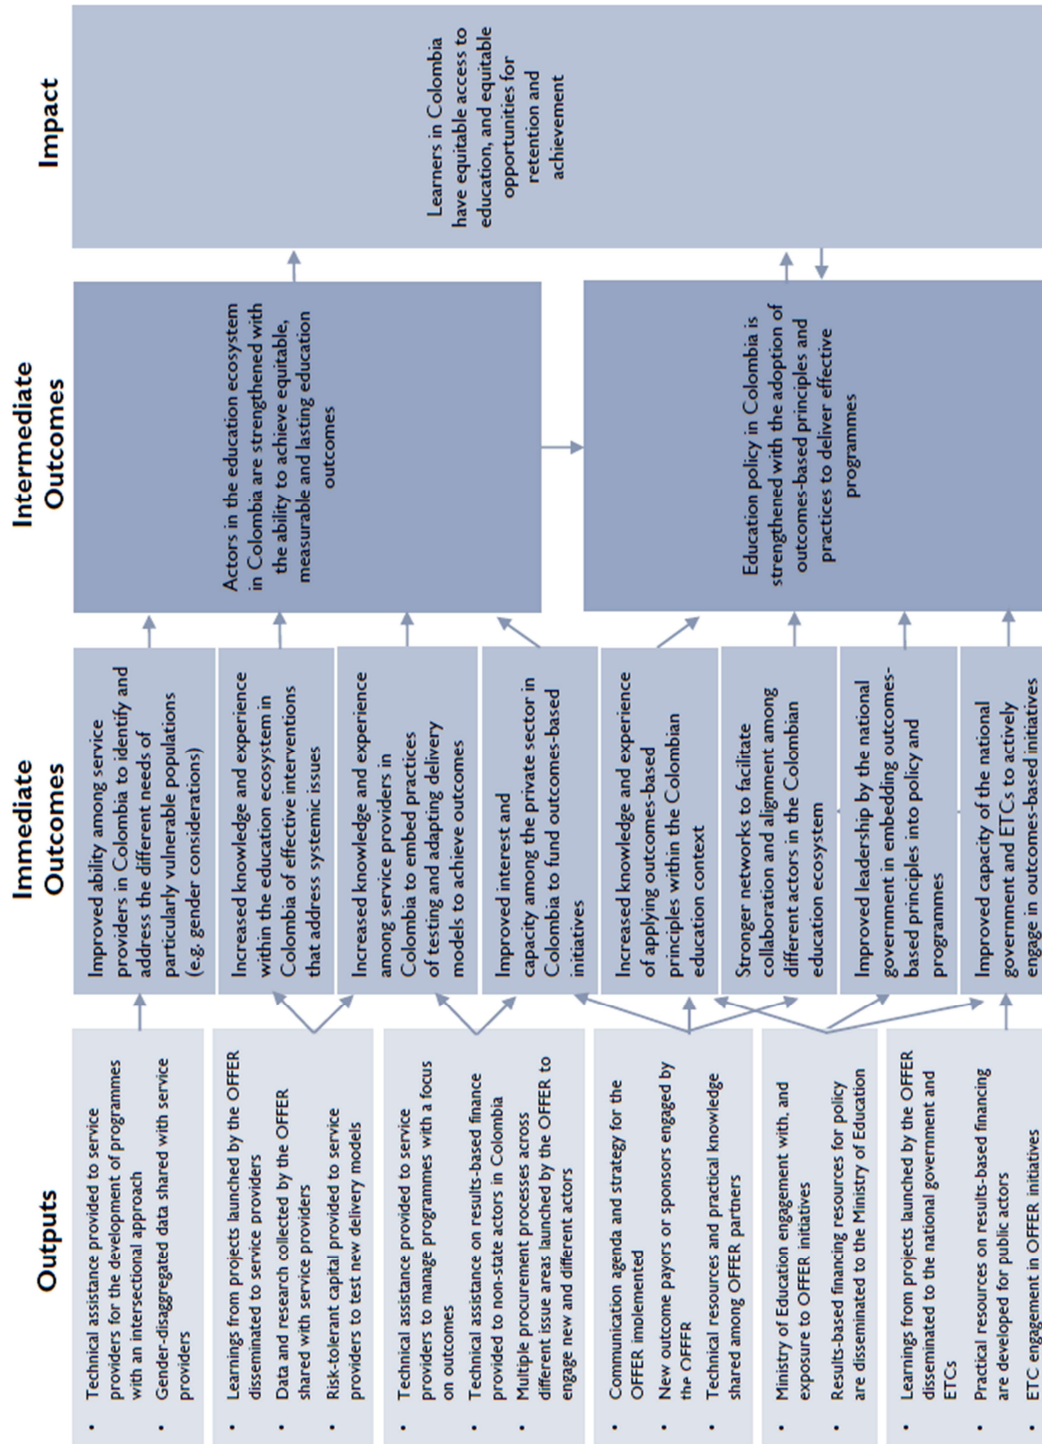 Outputs
Immediate
Outcomes
Intermediate
Outcomes
Impact
• Technical assistance provided to service
providers for the development of programmes
with an intersectional approach
• Gender-disaggregated data shared with service
providers
• Learnings from projects launched by the OFFER
disseminated to service providers
• Data and research collected by the OFFER
shared with service providers
• Risk-tolerant capital provided to service
providers to test new delivery models
• Technical assistance provided to service
providers to manage programmes with a focus
on outcomes
• Technical assistance on results-based finance
provided to non-state actors in Colombia
• Multiple procurement processes across
different issue areas launched by the OFFER to
engage new and different actors
• Communication agenda and strategy for the
OFFER implemented
• New outcome payors or sponsors engaged by
the OFFER
• Technical resources and practical knowledge
shared among OFFER partners
• Ministry of Education engagement with, and
exposure to OFFER initiatives
• Results-based financing resources for policy
are disseminated to the Ministry of Education
• Learnings from projects launched by the OFFER
disseminated to the national government and
ETCs
• Practical resources on results-based financing
are developed for public actors
• ETC engagement in OFFER initiatives
Improved ability among service
providers in Colombia to identify and
address the different needs of
particularly vulnerable populations
(e.g. gender considerations)
Increased knowledge and experience
within the education ecosystem in
Colombia of effective interventions
that address systemic issues
Increased knowledge and experience
among service providers in
Colombia to embed practices
of testing and adapting delivery
models to achieve outcomes
Improved interest and
capacity among the private sector in
Colombia to fund outcomes-based
initiatives
Increased knowledge and experience
of applying outcomes-based
principles within the Colombian
education context
Stronger networks to facilitate
collaboration and alignment among
different actors in the Colombian
education ecosystem
Improved leadership by the national
government in embedding outcomes-
based principles into policy and
programmes
Improved capacity of the national
government and ETCs to actively
engage in outcomes-based initiatives
Actors in the education ecosystem
in Colombia are strengthened with
the ability to achieve equitable,
measurable and lasting education
outcomes
Education policy in Colombia is
strengthened with the adoption of
outcomes-based principles and
practices to deliver effective
programmes
Learners in Colombia
have equitable access to
education, and equitable
opportunities for
retention and
achievement